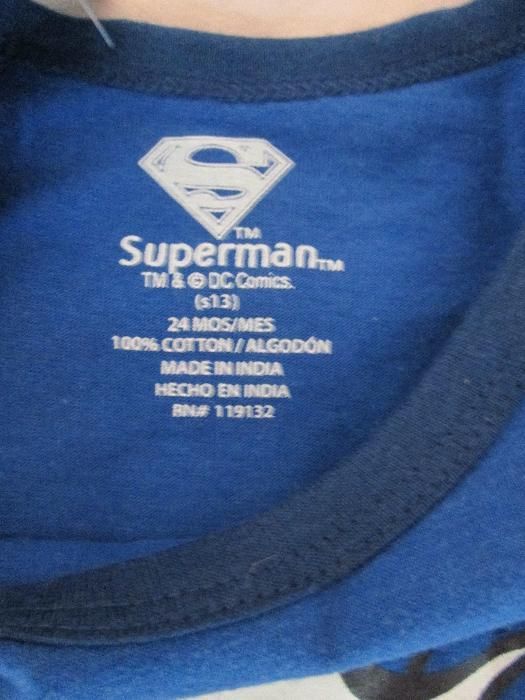 S
TM
Superman TM
TM & © DC Comics.
(s13)
24 MOS/MES
100% COTTON / ALGODÓN
MADE IN INDIA
HECHO EN INDIA
RN# 119132